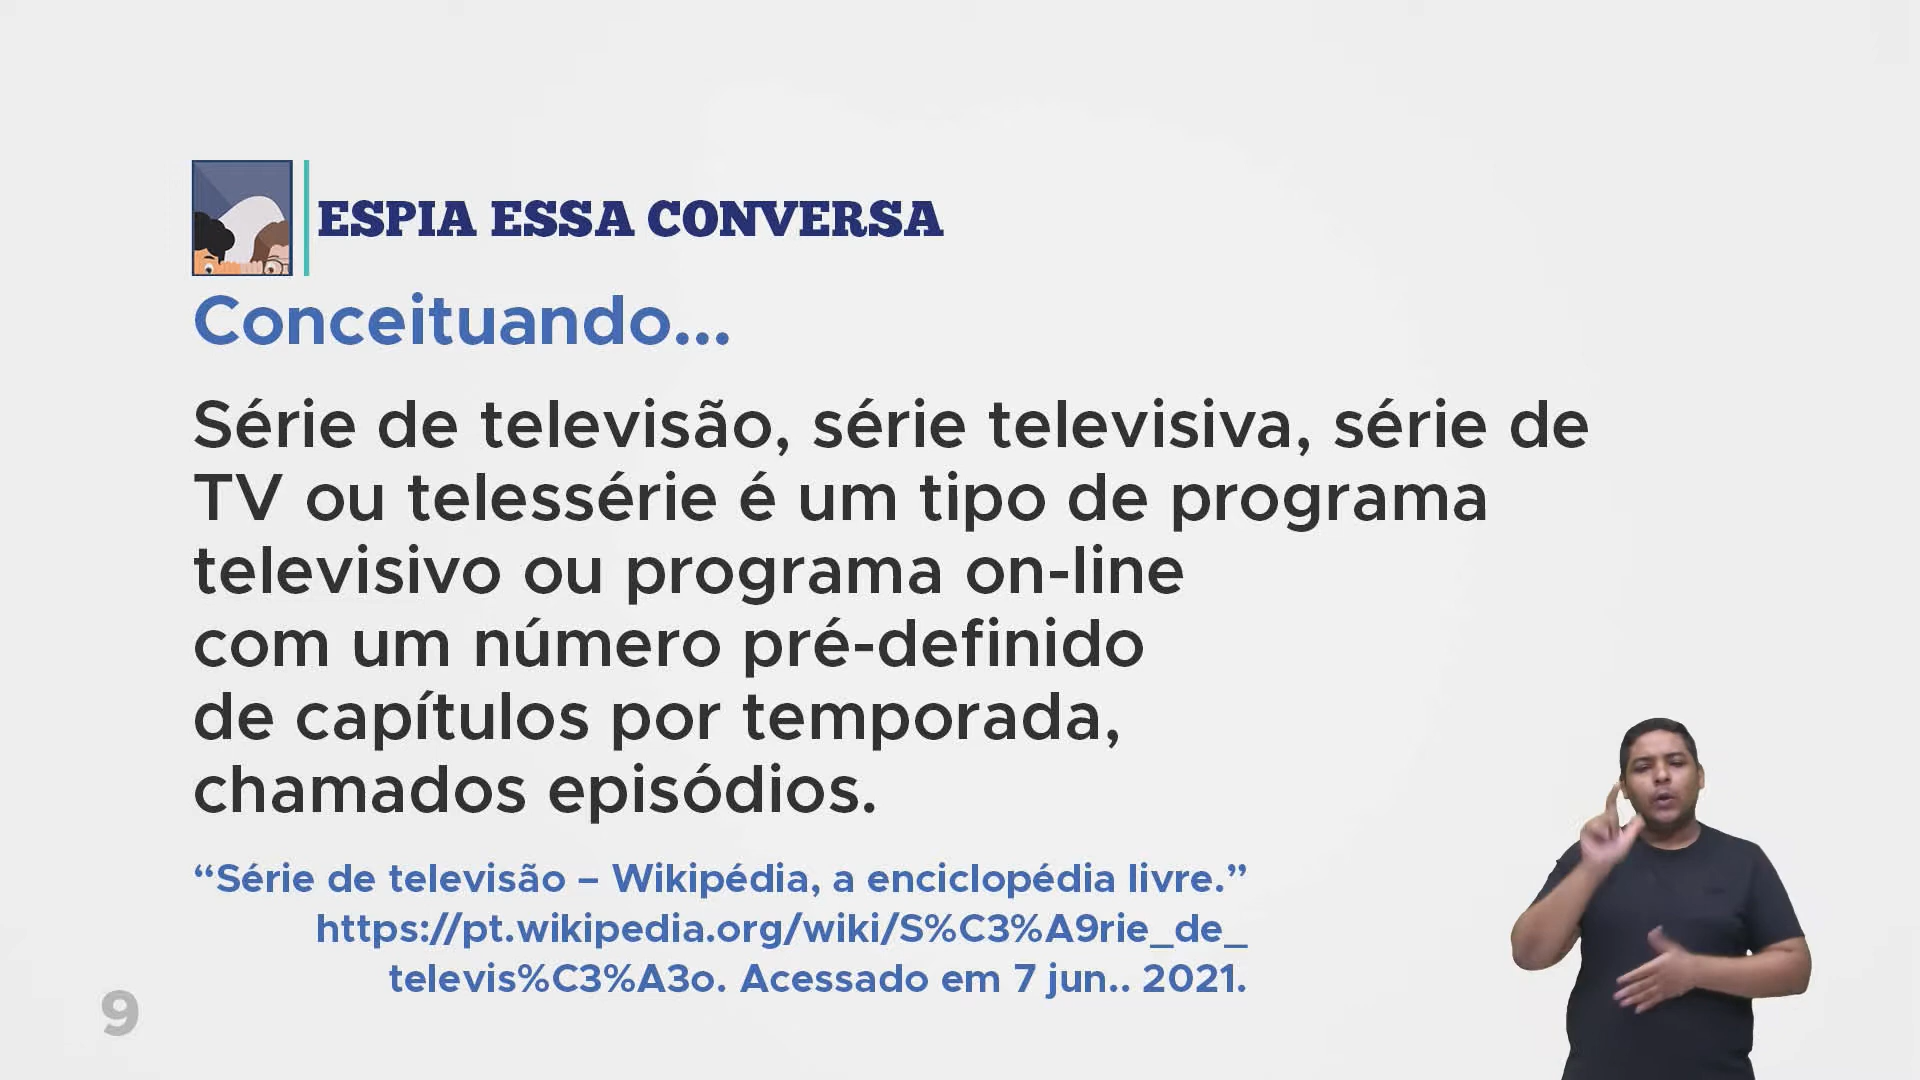 ESPIA ESSA CONVERSA
Conceituando...
Série de televisão, série televisiva, série de
TV ou telessérie é um tipo de programa
televisivo ou programa on-line
com um número pré-definido
de capítulos por temporada,
chamados episódios.
“Série de televisão – Wikipédia, a enciclopédia livre.”
https://pt.wikipedia.org/wiki/S%C3%A9rie_de_
televis%C3%A3o. Acessado em 7 jun.. 2021.
9